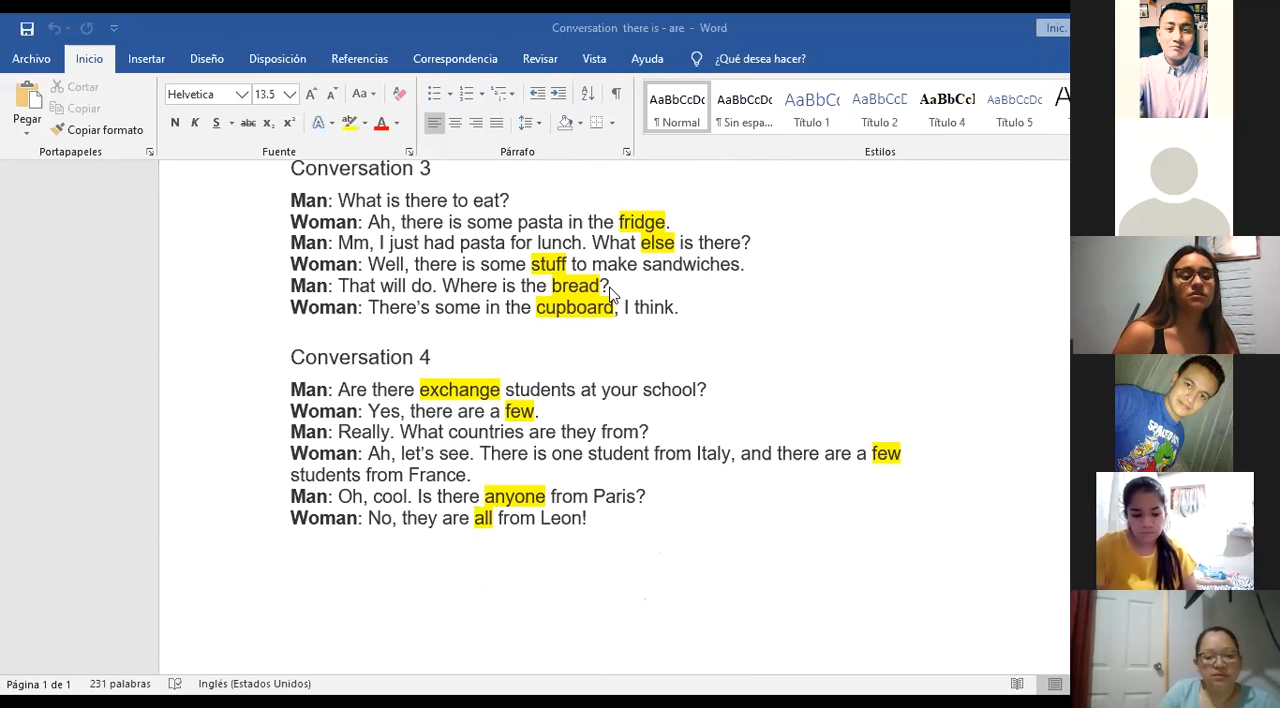 Conversation there is - are - Word
Inic.
Archivo Inicio Insertar Diseño Disposición Referencias Correspondencia Revisar Vista Ayuda ¿Qué desea hacer?
Pegar
Cortar
Copiar
Copiar formato
Portapapeles
Helvetica 13.5
Aa
N K S abc x₂ x² A A
Fuente
Párrafo
AaBbCcDc AaBbCcDc AaBbC AaBbCcD AaBbCcI AaBbCcDc A
¶ Normal ¶ Sin espa... Título 1 Título 2 Título 4 Título 5
Estilos
Conversation 3
Man: What is there to eat?
Woman: Ah, there is some pasta in the fridge.
Man: Mm, I just had pasta for lunch. What else is there?
Woman: Well, there is some stuff to make sandwiches.
Man: That will do. Where is the bread?
Woman: There's some in the cupboard, I think.
Conversation 4
Man: Are there exchange students at your school?
Woman: Yes, there are a few.
Man: Really. What countries are they from?
Woman: Ah, let's see. There is one student from Italy, and there are a few
students from France.
Man: Oh, cool. Is there anyone from Paris?
Woman: No, they are all from Leon!
Página 1 de 1 231 palabras Inglés (Estados Unidos)